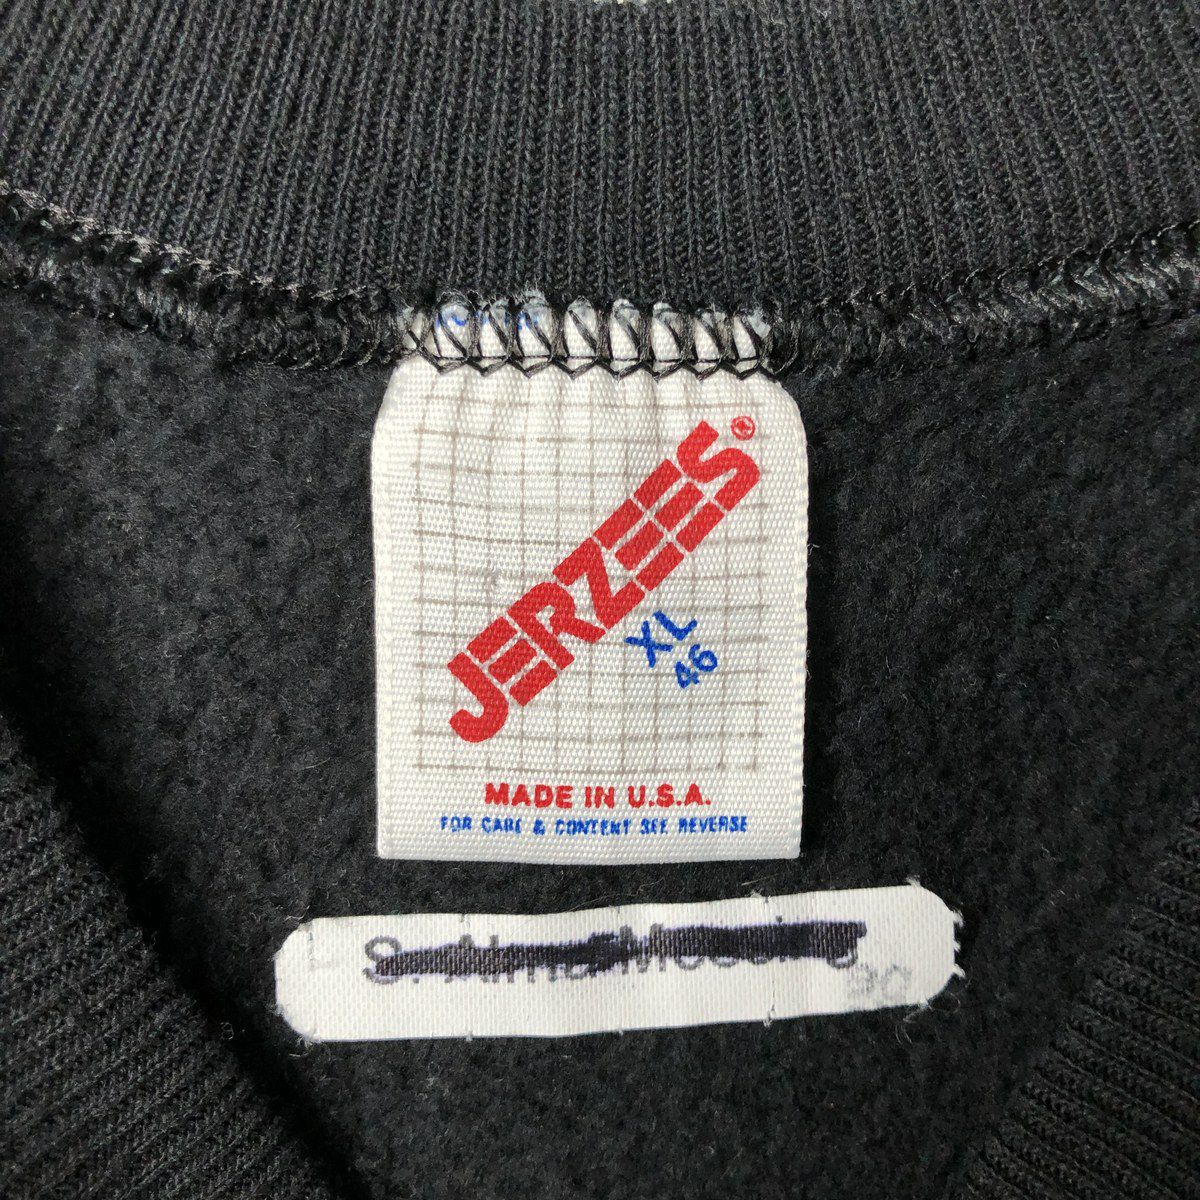 JERZEES®
XL
46
MADE IN U.S.A.
FOR CARE & CONTENT SEE REVERSE